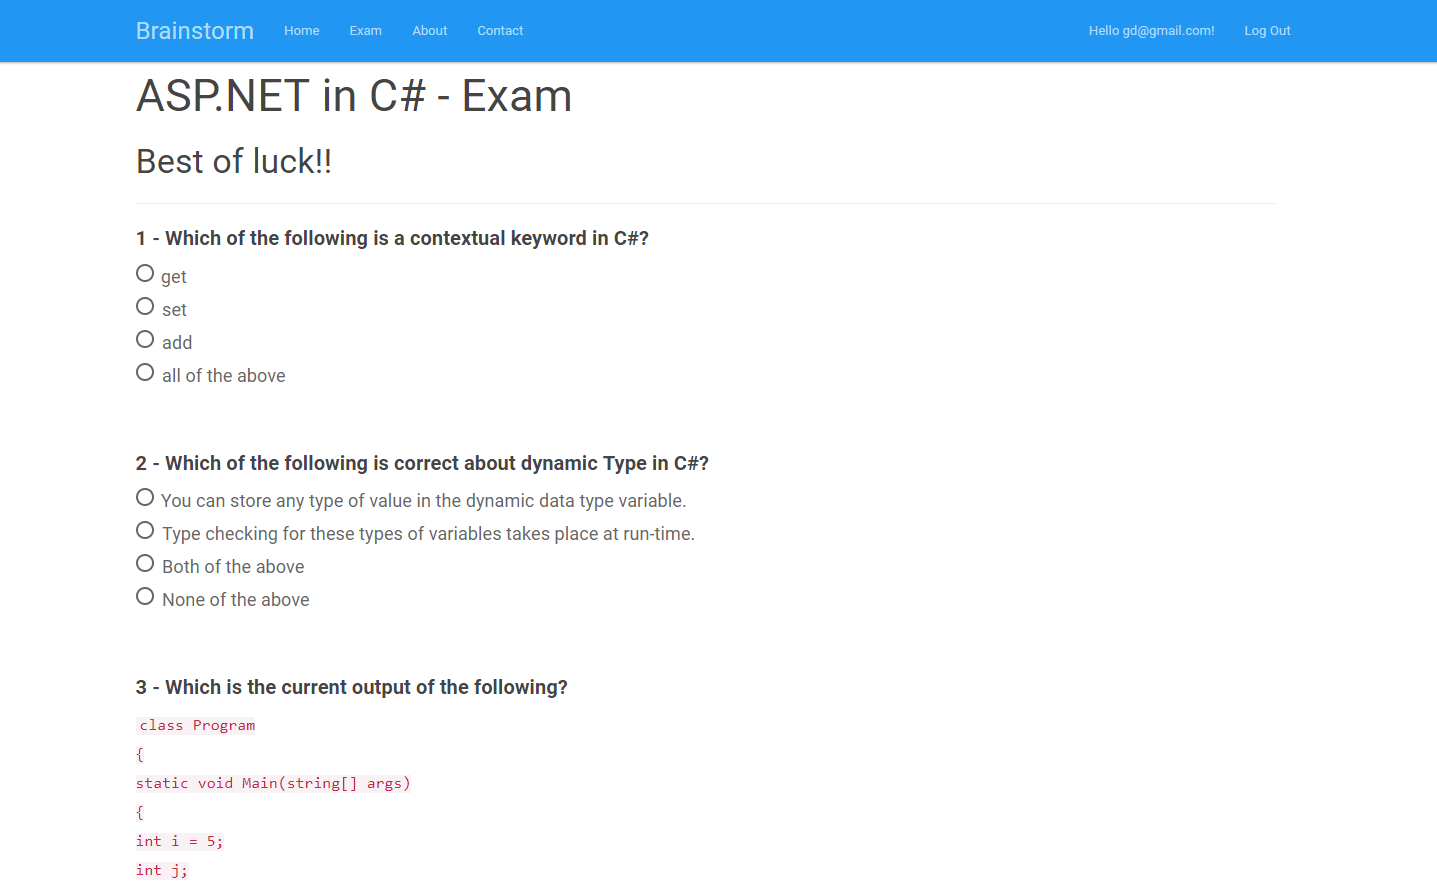 Brainstorm Home Exam About Contact Hello gd@gmail.com! Log Out
ASP.NET in C# - Exam
Best of luck!!
1 - Which of the following is a contextual keyword in C#?
get
set
add
all of the above
2 - Which of the following is correct about dynamic Type in C#?
You can store any type of value in the dynamic data type variable.
Type checking for these types of variables takes place at run-time.
Both of the above
None of the above
3 - Which is the current output of the following?
class Program
{
static void Main(string[] args)
{
int i = 5;
int j;